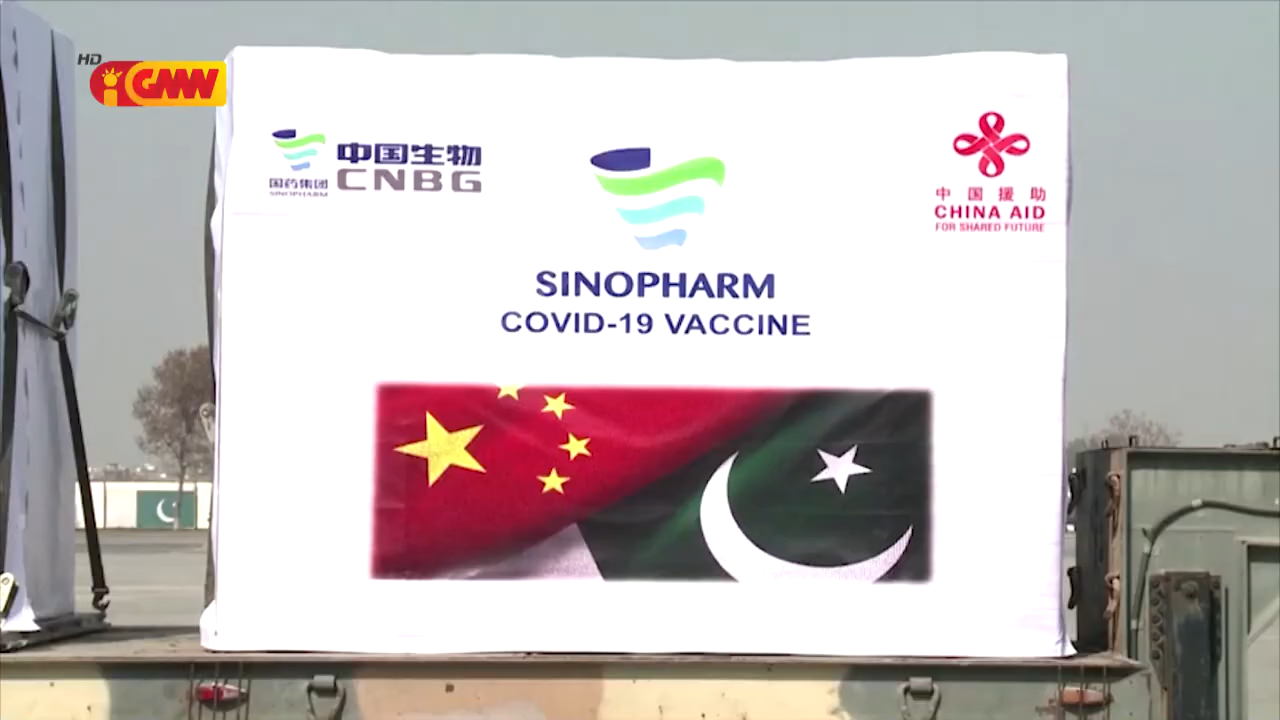 HD
iGMW
中国生物
国药集团
CNBG
SINOPHARM
中国援助
CHINA AID
FOR SHARED FUTURE
SINOPHARM
COVID-19 VACCINE